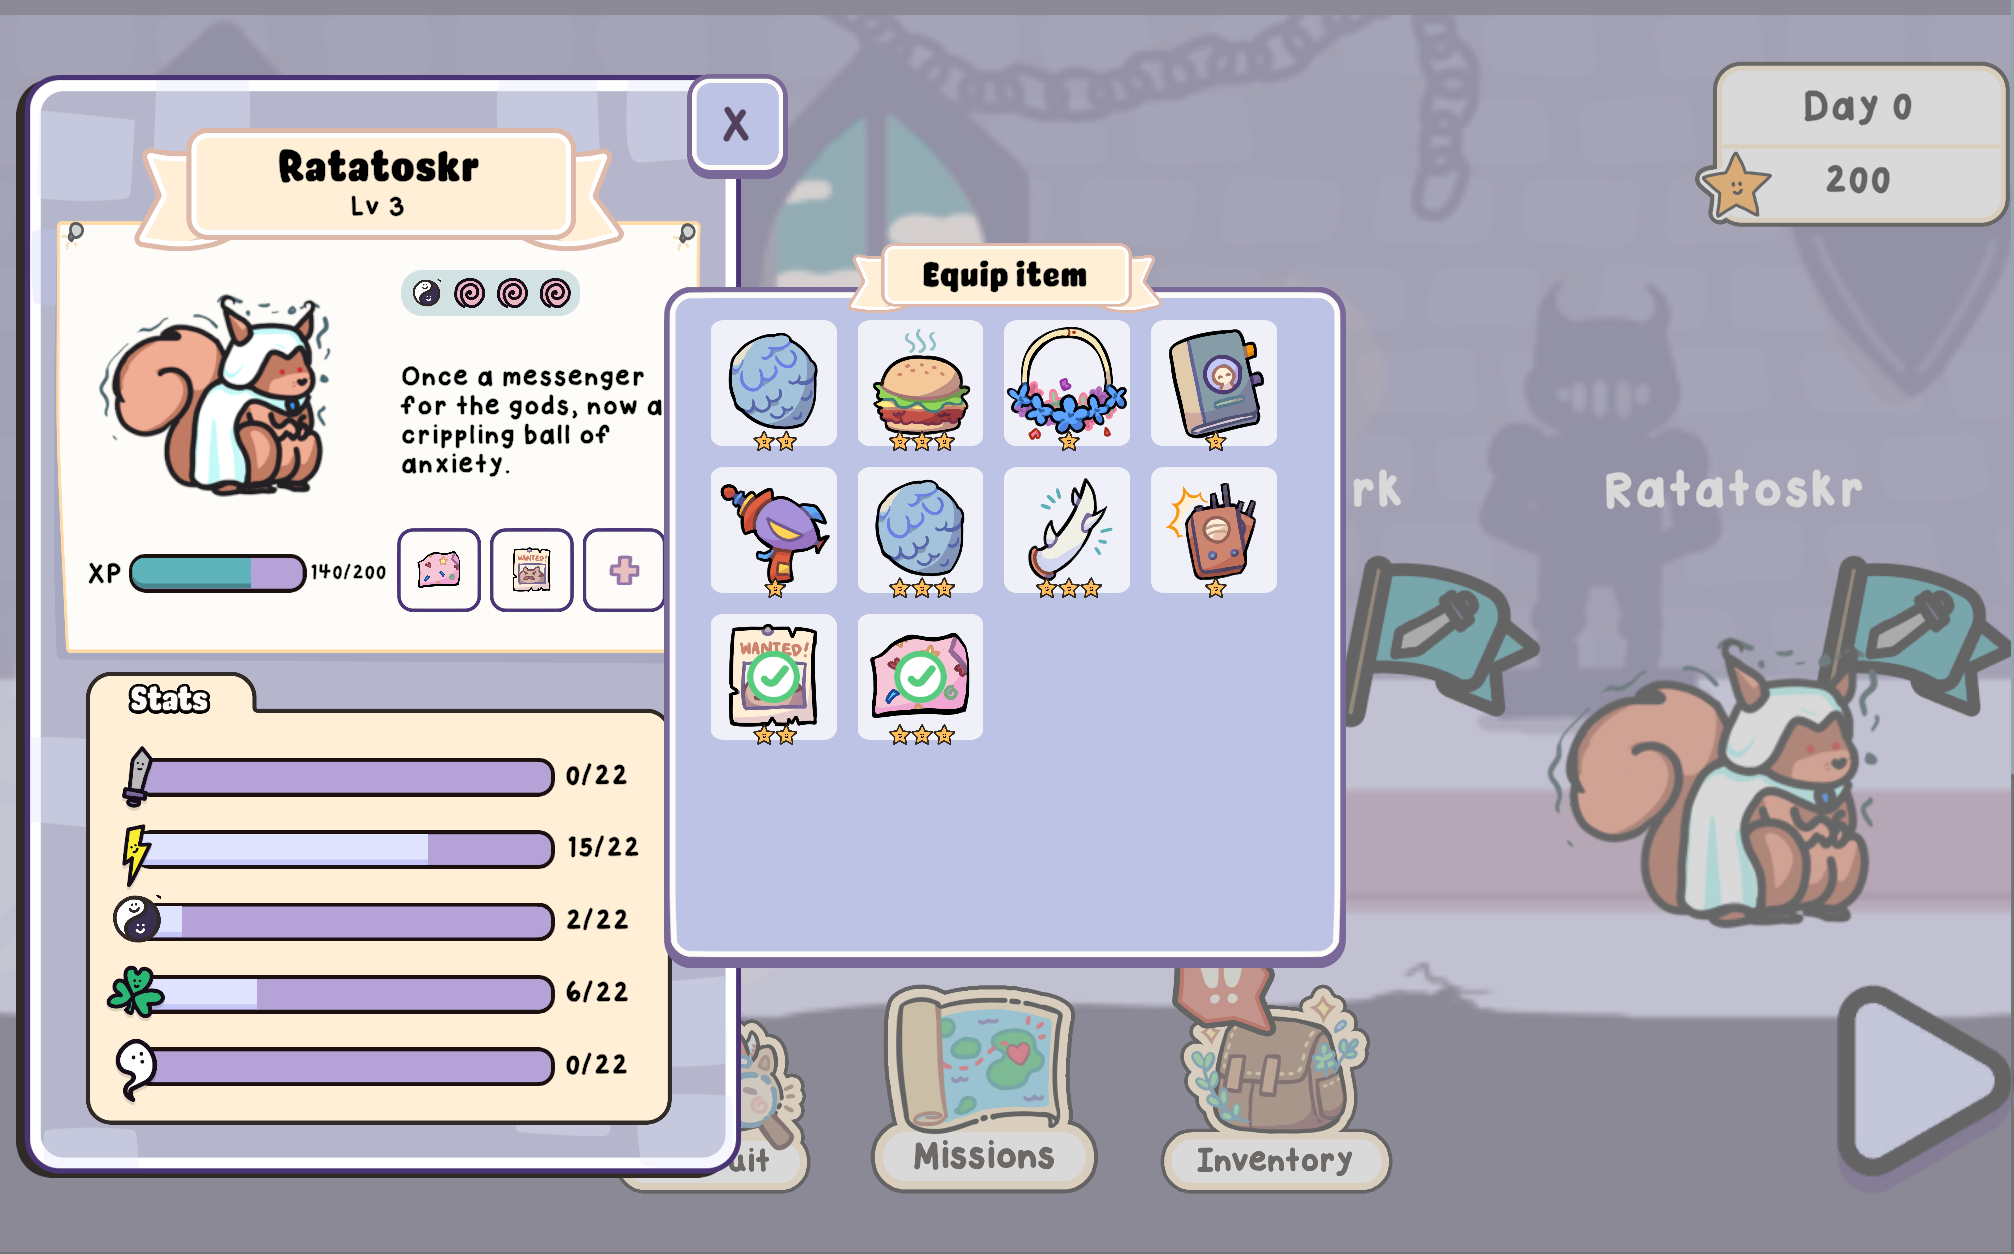 Ratatoskr
Lv 3
X
Day 0
200
Once a messenger
for the gods, now a
crippling ball of
anxiety.
XP
140/200
WANTED!
Equip item
WANTED!
rk
Ratatoskr
Stats
0/22
15/22
2/22
6/22
0/22
uit
Missions
!!
Inventory